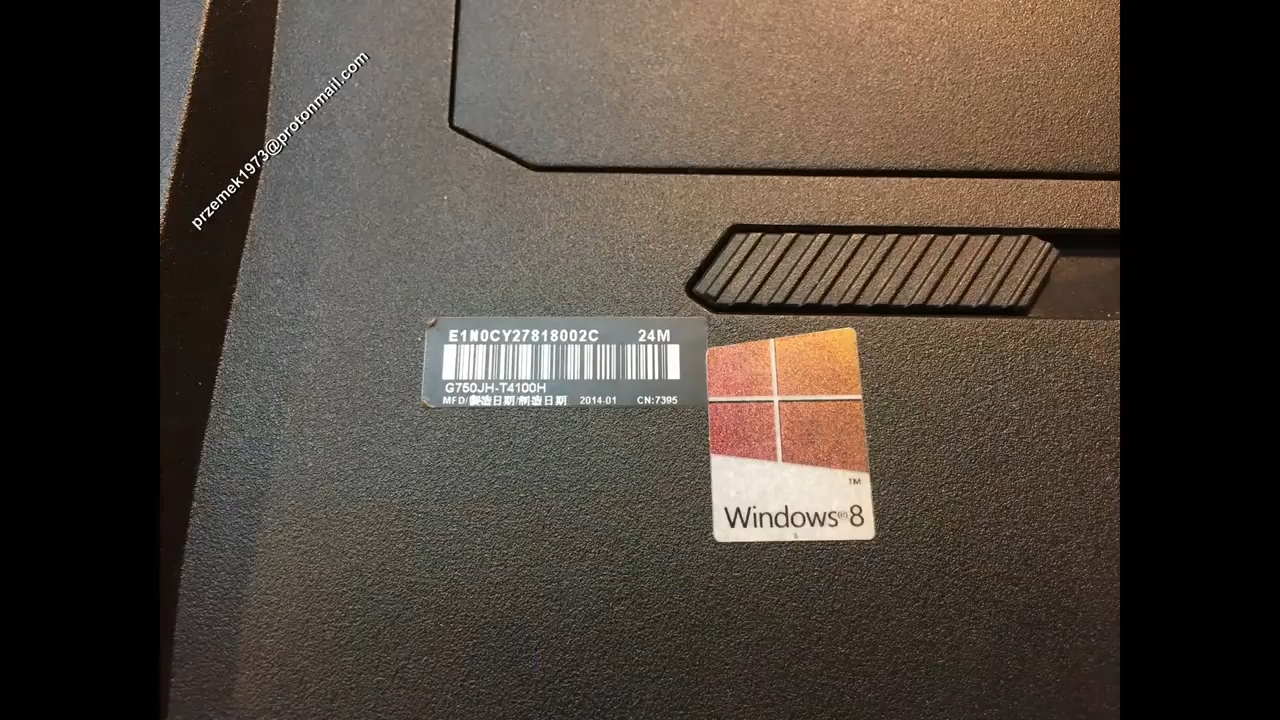 przemek1973@protonmail.com
E1N0CY27818002C 24M
G750JH-T4100H
MFD/製造日期/制造日期 2014-01 CN:7395
TM
Windows®8